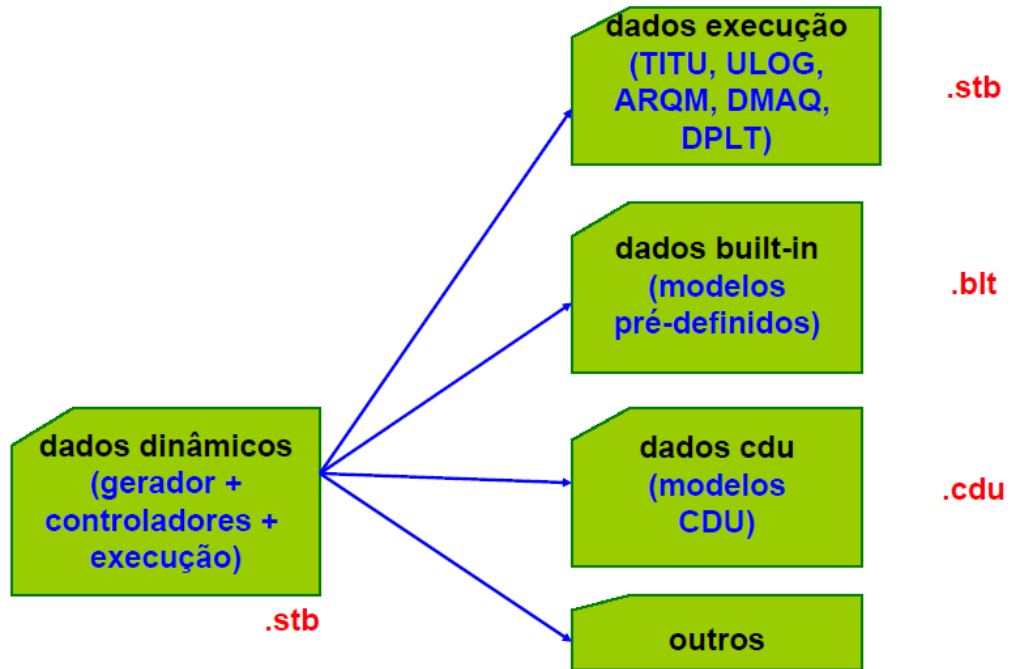 dados execução
(TITU, ULOG,
ARQM, DMAQ,
DPLT)
.stb
dados built-in
(modelos
pré-definidos)
.blt
dados dinâmicos
(gerador +
controladores +
execução)
.stb
dados cdu
(modelos
CDU)
.cdu
outros